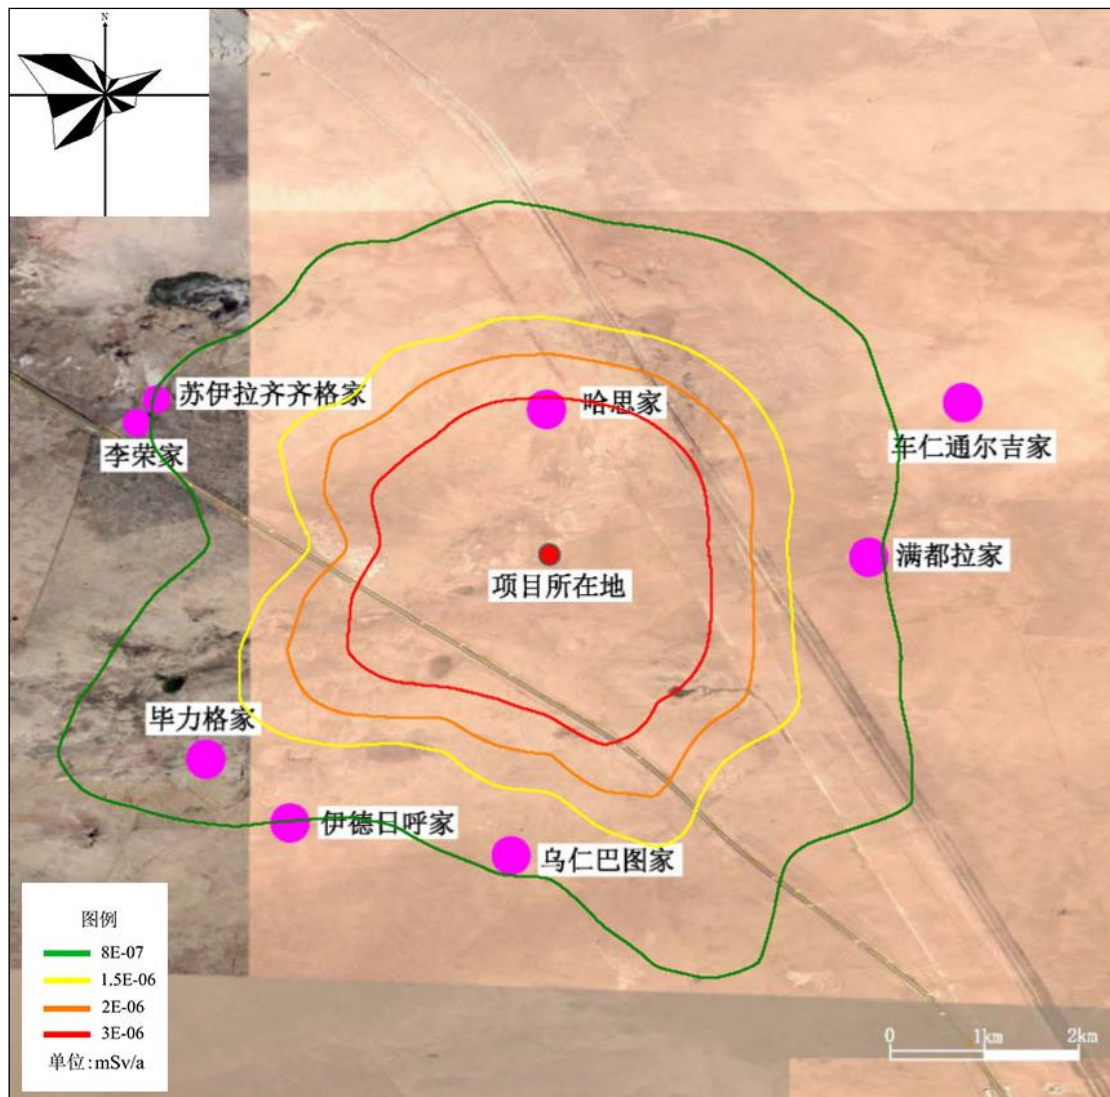 N
苏伊拉齐齐格家
哈思家
李荣家
车仁通尔吉家
满都拉家
项目所在地
毕力格家
伊德日呼家
乌仁巴图家
图例
8E-07
1.5E-06
2E-06
3E-06
单位:mSv/a
0 1km 2km